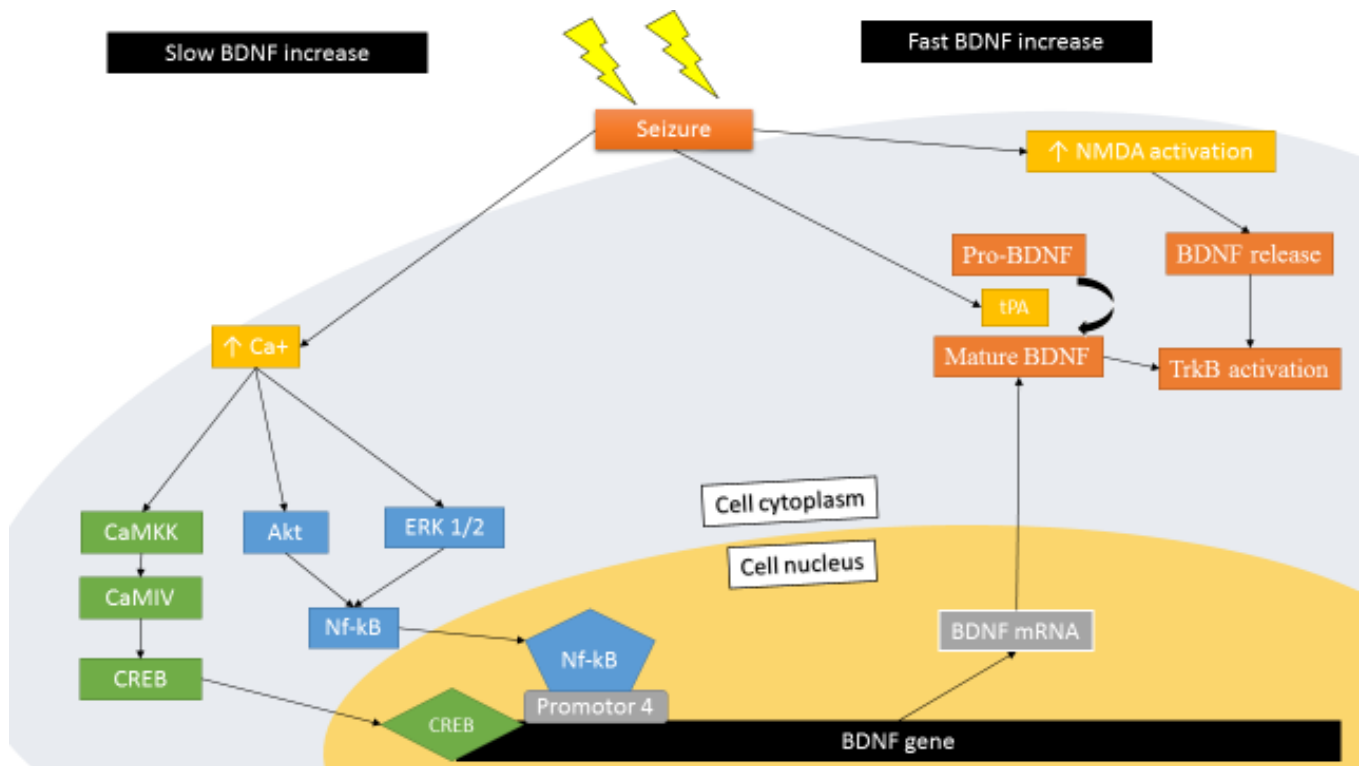 Slow BDNF increase
Fast BDNF increase
Seizure
↑ NMDA activation
Pro-BDNF
BDNF release
tPA
↑ Ca+
Mature BDNF
TrkB activation
Cell cytoplasm
CaMKK
Akt
ERK 1/2
Cell nucleus
CaMIV
Nf-kB
BDNF mRNA
Nf-kB
CREB
Promotor 4
CREB
BDNF gene